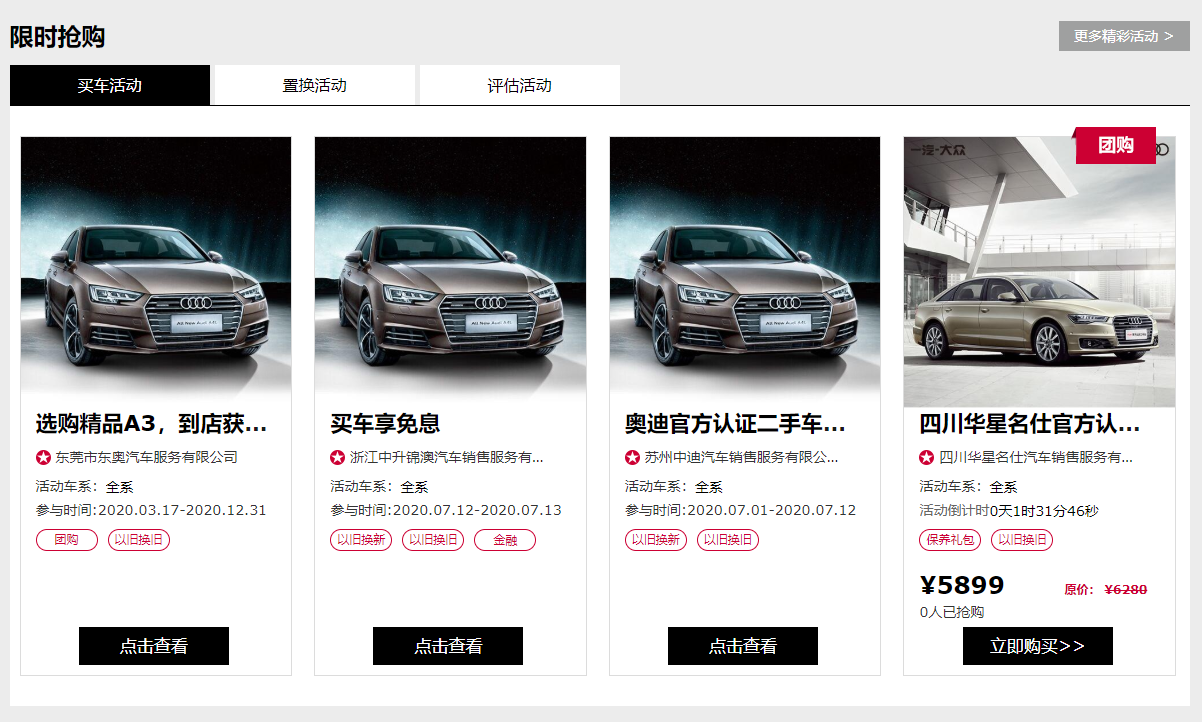 限时抢购
更多精彩活动 >
买车活动
置换活动
评估活动
All New Audi A4L
选购精品A3，到店获...
东莞市东奥汽车服务有限公司
活动车系：全系
参与时间:2020.03.17-2020.12.31
团购 以旧换旧
点击查看
All New Audi A4L
买车享免息
浙江中升锦澳汽车销售服务有...
活动车系：全系
参与时间:2020.07.12-2020.07.13
以旧换新 以旧换旧 金融
点击查看
All New Audi A4L
奥迪官方认证二手车...
苏州中迪汽车销售服务有限公...
活动车系：全系
参与时间:2020.07.01-2020.07.12
以旧换新 以旧换旧
点击查看
团购
一汽-大众
四川华星名仕官方认...
四川华星名仕汽车销售服务有...
活动车系：全系
活动倒计时0天1时31分46秒
保养礼包 以旧换旧
¥5899 原价： ¥6280
0人已抢购
立即购买>>